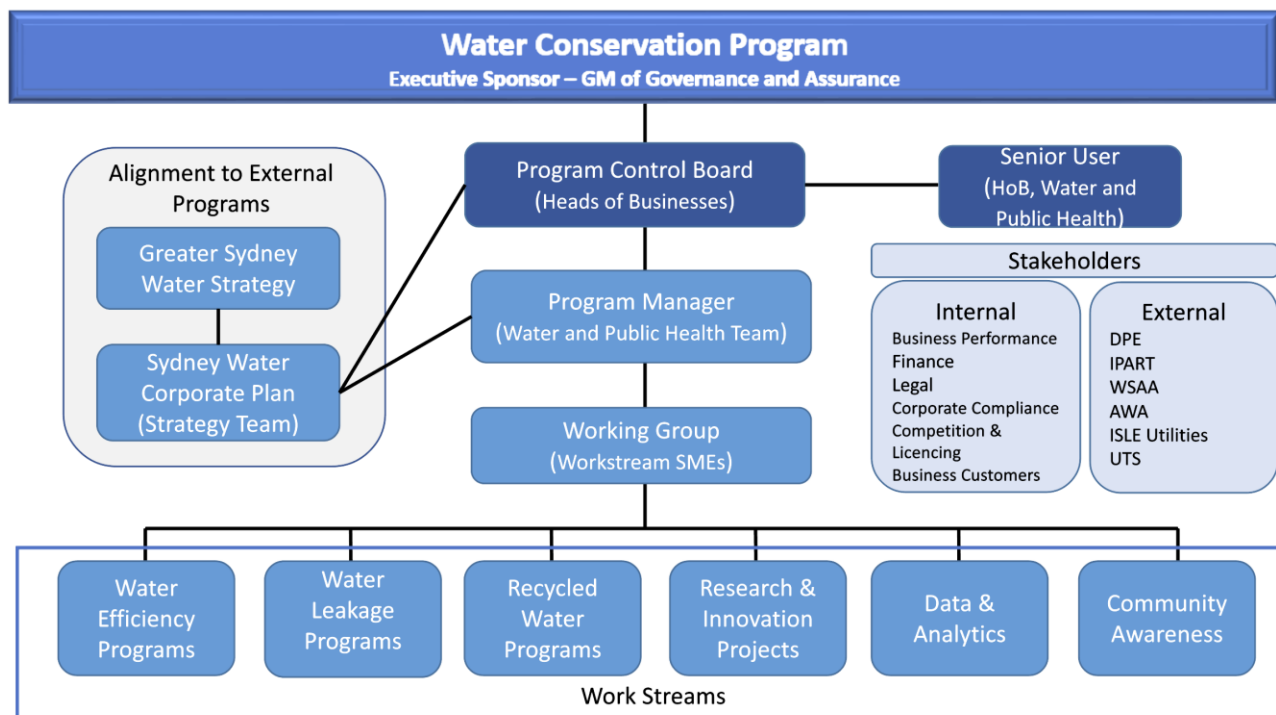 Water Conservation Program
Executive Sponsor – GM of Governance and Assurance
Alignment to External
Programs
Greater Sydney
Water Strategy
Sydney Water
Corporate Plan
(Strategy Team)
Program Control Board
(Heads of Businesses)
Senior User
(HoB, Water and
Public Health)
Program Manager
(Water and Public Health Team)
Working Group
(Workstream SMEs)
Stakeholders
Internal
Business Performance
Finance
Legal
Corporate Compliance
Competition &
Licencing
Business Customers
External
DPE
IPART
WSAA
AWA
ISLE Utilities
UTS
Water
Efficiency
Programs
Water
Leakage
Programs
Recycled
Water
Programs
Research &
Innovation
Projects
Data &
Analytics
Community
Awareness
Work Streams